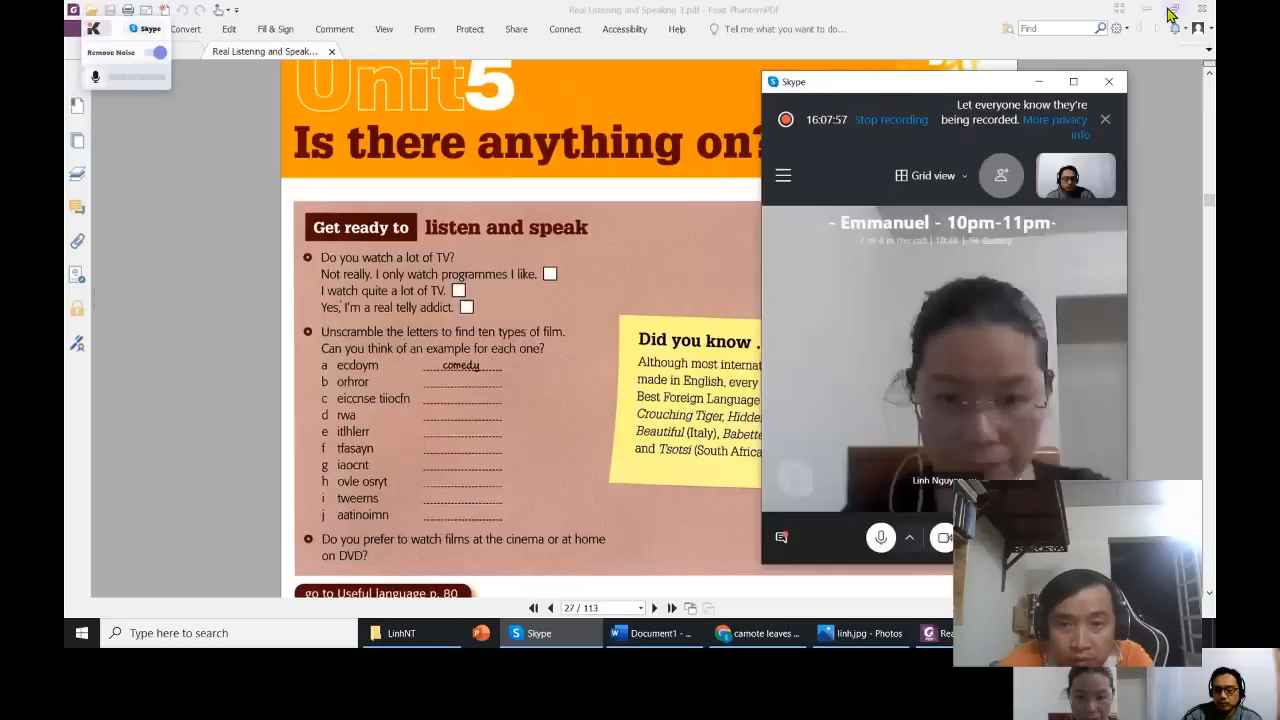 Real Listening and Speaking 3.pdf - Foxit PhantomPDF
Skype
Convert Edit Fill & Sign Comment View Form Protect Share Connect Accessibility Help Tell me what you want to do... Find
Remove Noise
Real Listening and Speak...
Unit5
Is there anything on?
Get ready to listen and speak
Do you watch a lot of TV?
Not really. I only watch programmes I like.
I watch quite a lot of TV.
Yes, I'm a real telly addict.
Unscramble the letters to find ten types of film.
Can you think of an example for each one?
a ecdoym comedy
b orhror
c eiccnse tiiocfn
d rwa
e itlhlerr
f tfasayn
g iaocnt
h ovle osryt
i tweerns
j aatinoimn
Do you prefer to watch films at the cinema or at home
on DVD?
go to Useful language p. 80
Did you know .
Although most internat
made in English, every
Best Foreign Language
Crouching Tiger, Hidde
Beautiful (Italy), Babette
and Tsotsi (South Africa
Skype
16:07:57 Stop recording
Let everyone know they're
being recorded. More privacy
info
Grid view
- Emmanuel - 10pm-11pm-
Linh Nguyen
27 / 113
Type here to search
LinhNT
Skype
Document1 - ...
camote leaves ...
linh.jpg - Photos
Rea